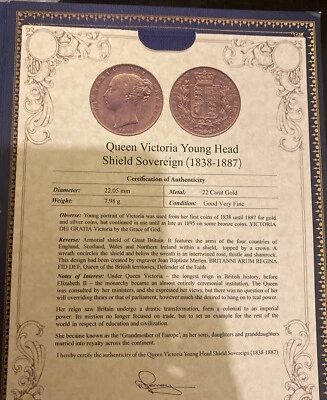 Queen Victoria Young Head
Shield Sovereign (1838-1887)
Certification of Authenticity
Diameter: 22.05 mm Metal: 22 Carat Gold
Weight: 7.98 g Condition: Good Very Fine
Obverse: Young portrait of Victoria was used from her first coins of 1838 until 1887 for gold
and silver coins, but continued in use until as late as 1895 on some bronze coins. VICTORIA
DEI GRATIA Victoria by the Grace of God.
Reverse: Armorial shield of Great Britain. It features the arms of the four countries of
England, Scotland, Wales and Northern Ireland within a shield, topped by a crown. A
wreath encircles the shield and below the wreath is an intertwined rose, thistle and shamrock.
This design had been created by engraver Jean Baptiste Merlen. BRITANNIARUM REGINA
FID DEF, Queen of the British territories, Defender of the Faith.
Notes of Interest: Under Queen Victoria – the longest reign in British history, before
Elizabeth II – the monarchy became an almost entirely ceremonial institution. The Queen
was consulted by her ministers, and she expressed her views, but there was no question of her
will overriding theirs or that of parliament, however much she desired to hang on to real power.
Her reign saw Britain undergo a drastic transformation, from a colonial to an imperial
power. Its mission no longer focused on trade, but to set an example for the rest of the
world in respect of education and civilization.
She became known as the 'Grandmother of Europe', as her sons, daughters and granddaughters
married into royalty across the continent.
I hereby certify the authenticity of the Queen Victoria Young Head Shield Sovereign (1838-1887)